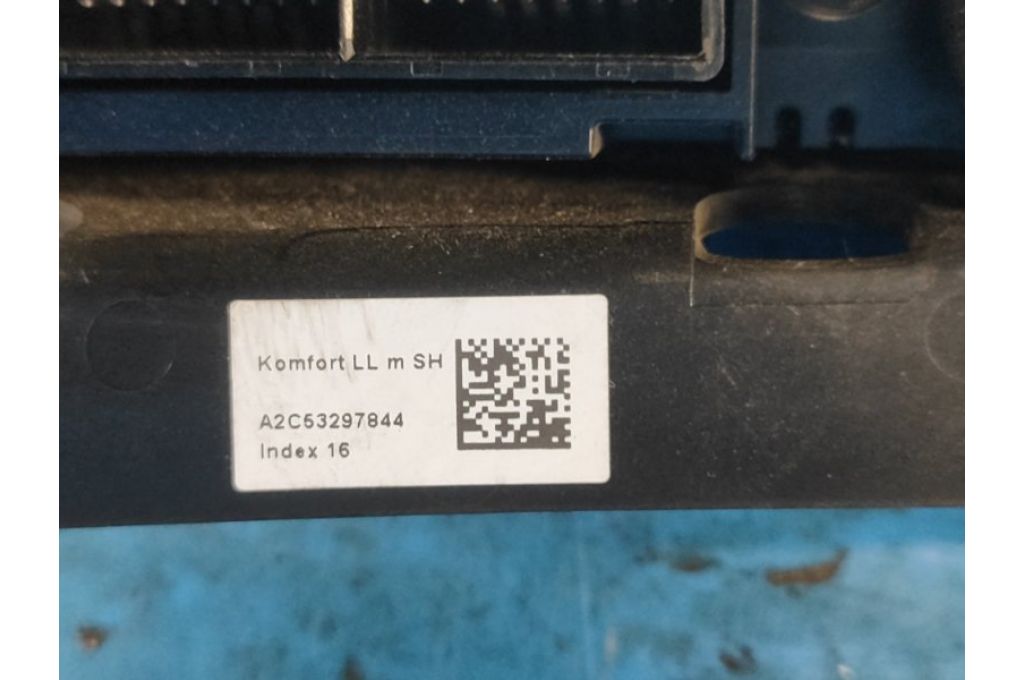 Komfort LL m SH
A2C53297844
Index 16